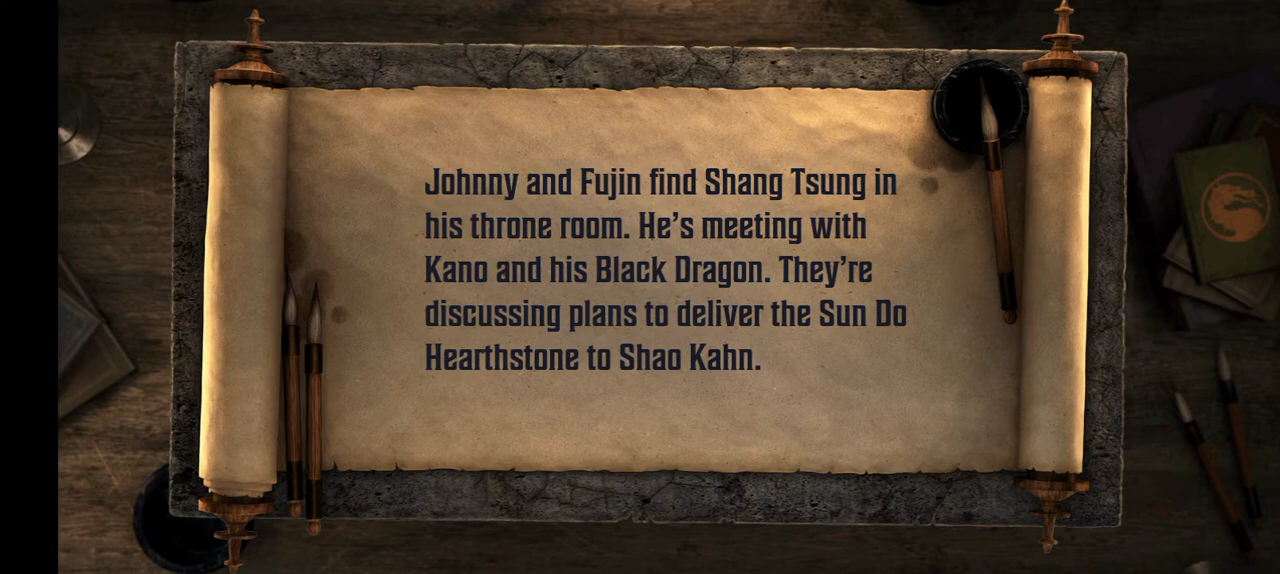 Johnny and Fujin find Shang Tsung in
his throne room. He’s meeting with
Kano and his Black Dragon. They’re
discussing plans to deliver the Sun Do
Hearthstone to Shao Kahn.